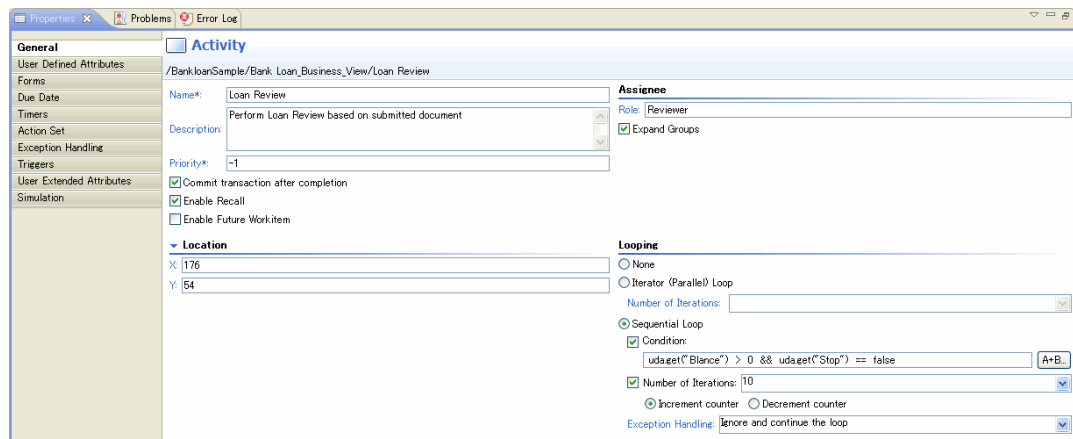 Properties Problems Error Log
General
User Defined Attributes
Forms
Due Date
Timers
Action Set
Exception Handling
Triggers
User Extended Attributes
Simulation
Activity
/BankloanSample/Bank Loan_Business_View/Loan Review
Name*: Loan Review
Description: Perform Loan Review based on submitted document
Priority*: -1
Commit transaction after completion
Enable Recall
Enable Future Workitem
Assignee
Role: Reviewer
Expand Groups
Location
X: 176
Y: 54
Looping
None
Iterator (Parallel) Loop
Number of Iterations:
Sequential Loop
Condition:
uda.get("Blance") > 0 && uda.get("Stop") == false A+B...
Number of Iterations: 10
Increment counter Decrement counter
Exception Handling: Ignore and continue the loop